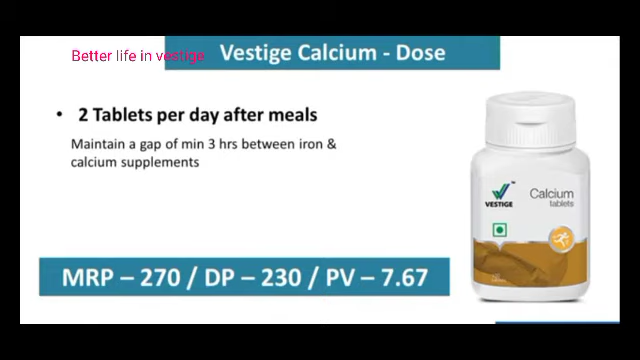 Better life in vestige
Vestige Calcium - Dose
• 2 Tablets per day after meals
Maintain a gap of min 3 hrs between iron &
calcium supplements
VESTIGE
Calcium
tablets
MRP – 270 / DP – 230 / PV – 7.67